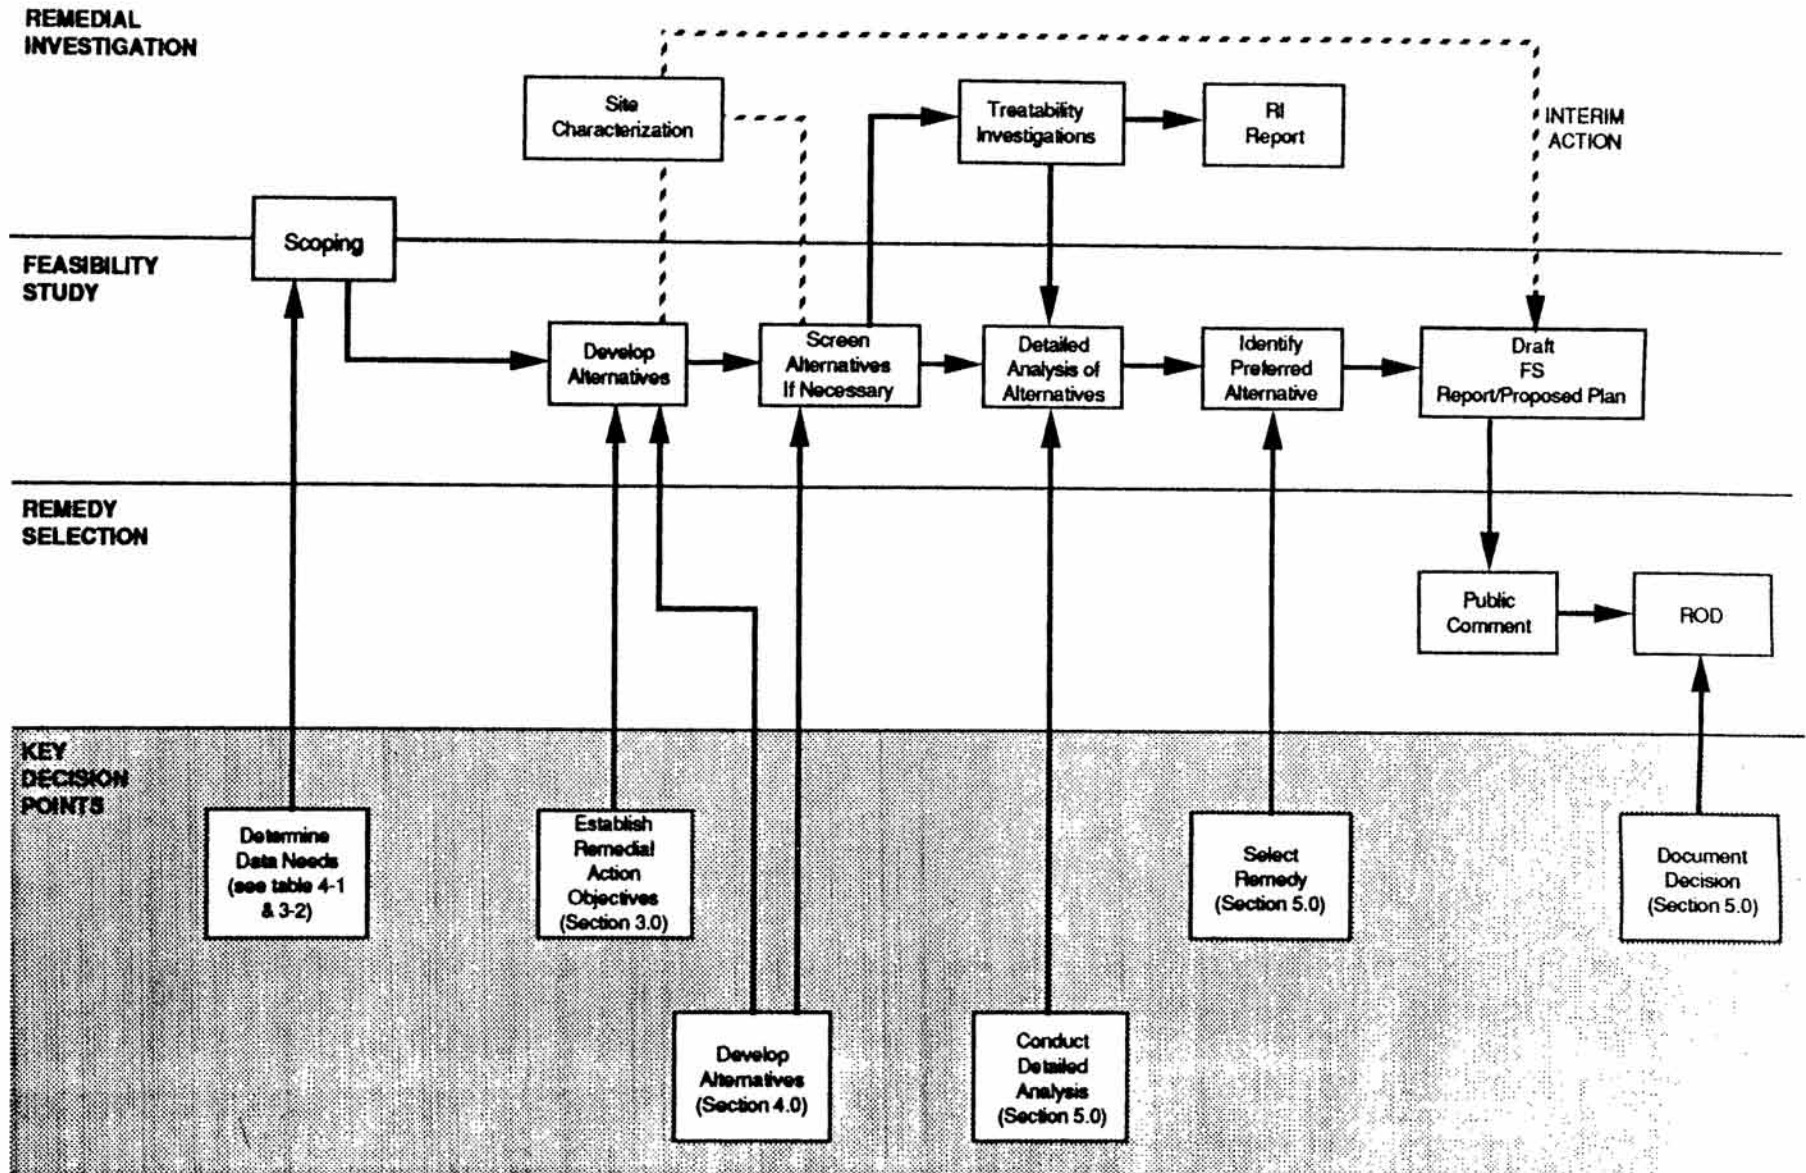 REMEDIAL
INVESTIGATION
Site
Characterization
Treatability
Investigations
RI
Report
INTERIM
ACTION
Scoping
FEASIBILITY
STUDY
Develop
Alternatives
Screen
Alternatives
If Necessary
Detailed
Analysis of
Alternatives
Identify
Preferred
Alternative
Draft
FS
Report/Proposed Plan
REMEDY
SELECTION
Public
Comment
ROD
KEY
DECISION
POINTS
Determine
Data Needs
(see table 4-1
& 3-2)
Establish
Remedial
Action
Objectives
(Section 3.0)
Select
Remedy
(Section 5.0)
Document
Decision
(Section 5.0)
Develop
Alternatives
(Section 4.0)
Conduct
Detailed
Analysis
(Section 5.0)